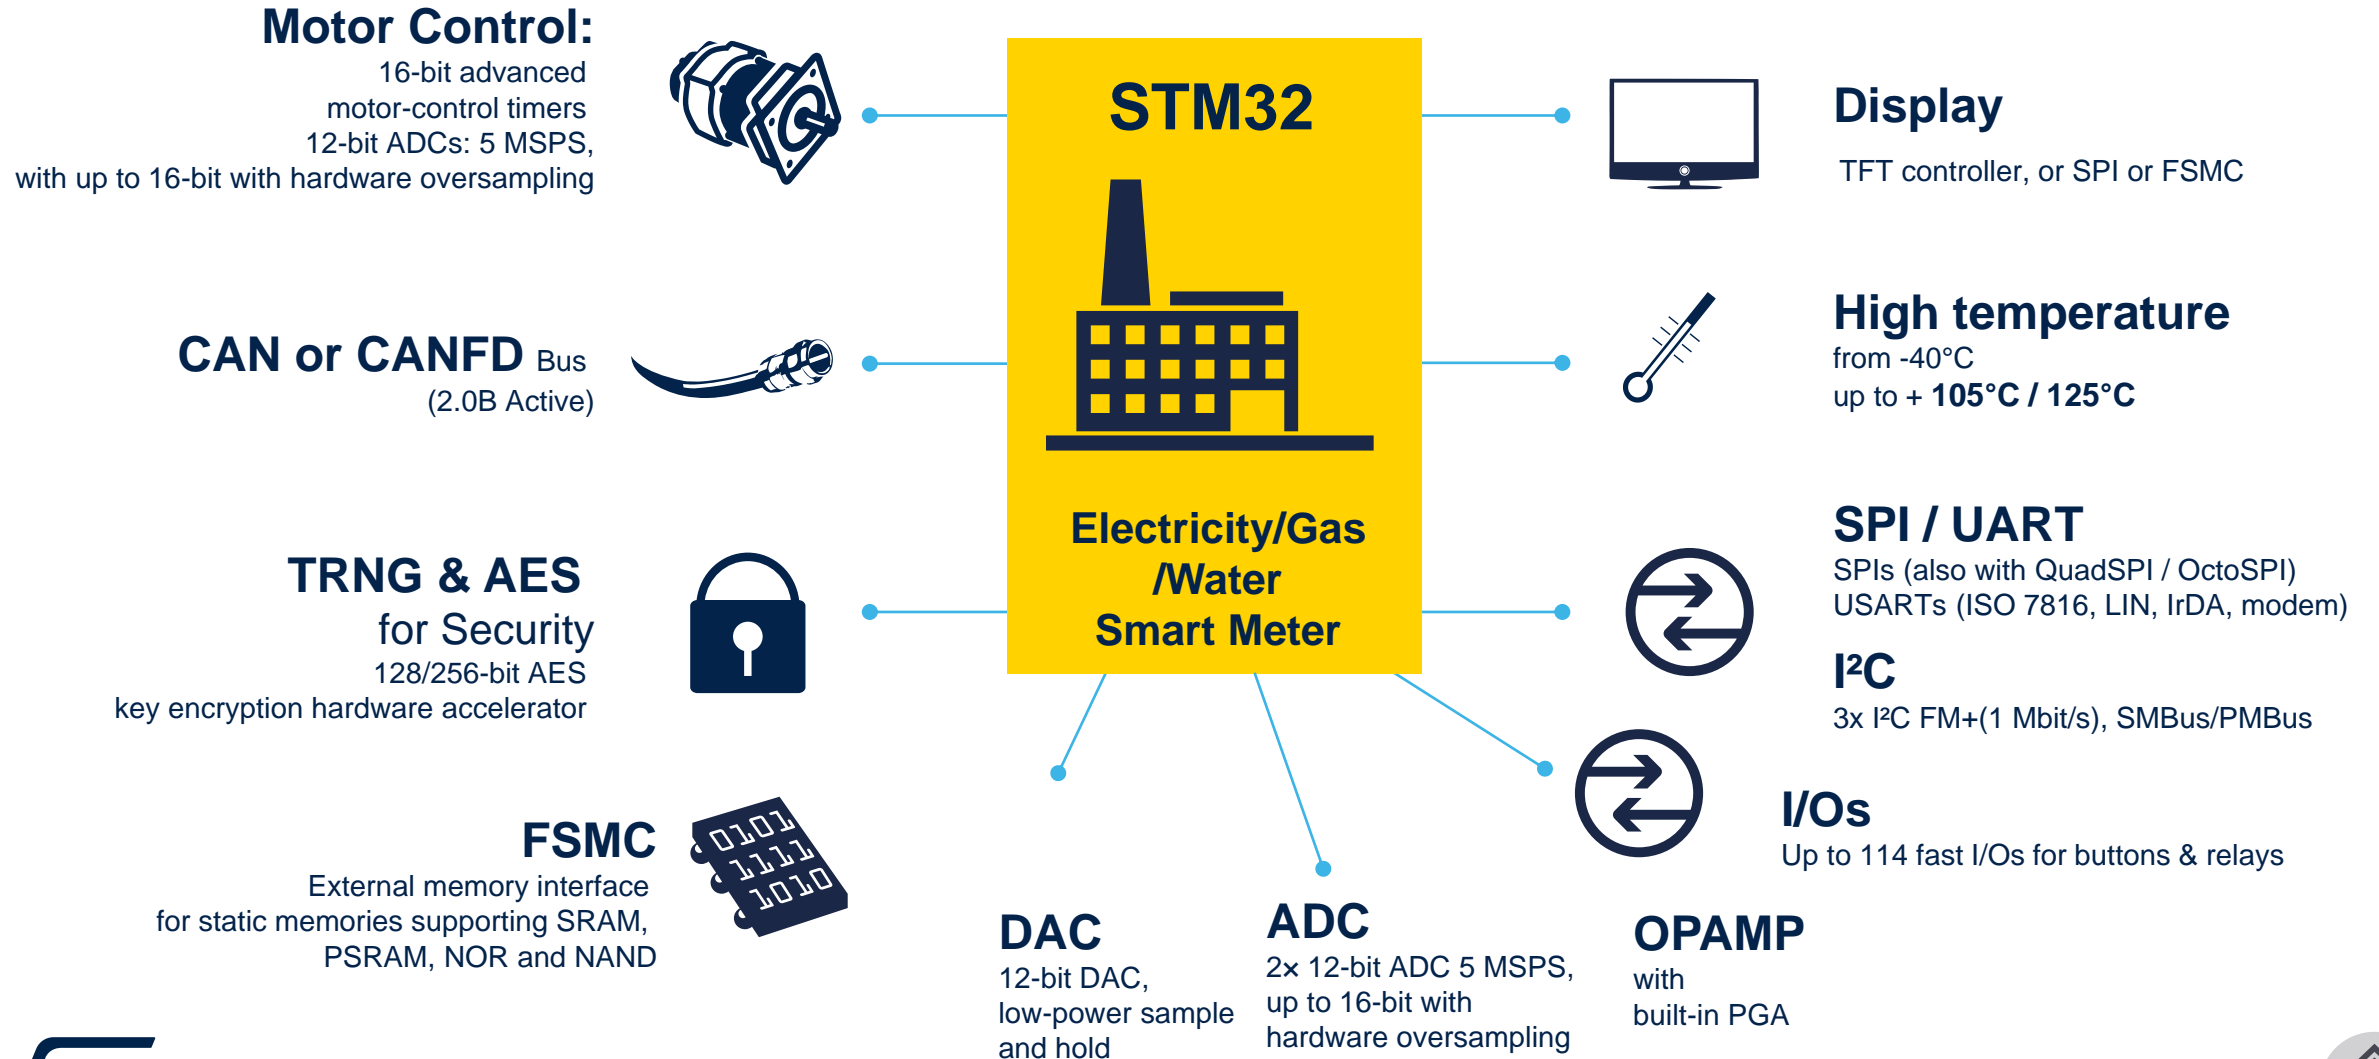 Motor Control:
16-bit advanced
motor-control timers
12-bit ADCs: 5 MSPS,
with up to 16-bit with hardware oversampling
CAN or CANFD Bus
(2.0B Active)
TRNG & AES
for Security
128/256-bit AES
key encryption hardware accelerator
FSMC
External memory interface
for static memories supporting SRAM,
PSRAM, NOR and NAND
0101
1111
1010
STM32
Electricity/Gas
/Water
Smart Meter
DAC
12-bit DAC,
low-power sample
and hold
ADC
2× 12-bit ADC 5 MSPS,
up to 16-bit with
hardware oversampling
OPAMP
with
built-in PGA
Display
TFT controller, or SPI or FSMC
High temperature
from -40°C
up to + 105°C / 125°C
SPI / UART
SPIs (also with QuadSPI / OctoSPI)
USARTs (ISO 7816, LIN, IrDA, modem)
I²C
3x I²C FM+(1 Mbit/s), SMBus/PMBus
I/Os
Up to 114 fast I/Os for buttons & relays